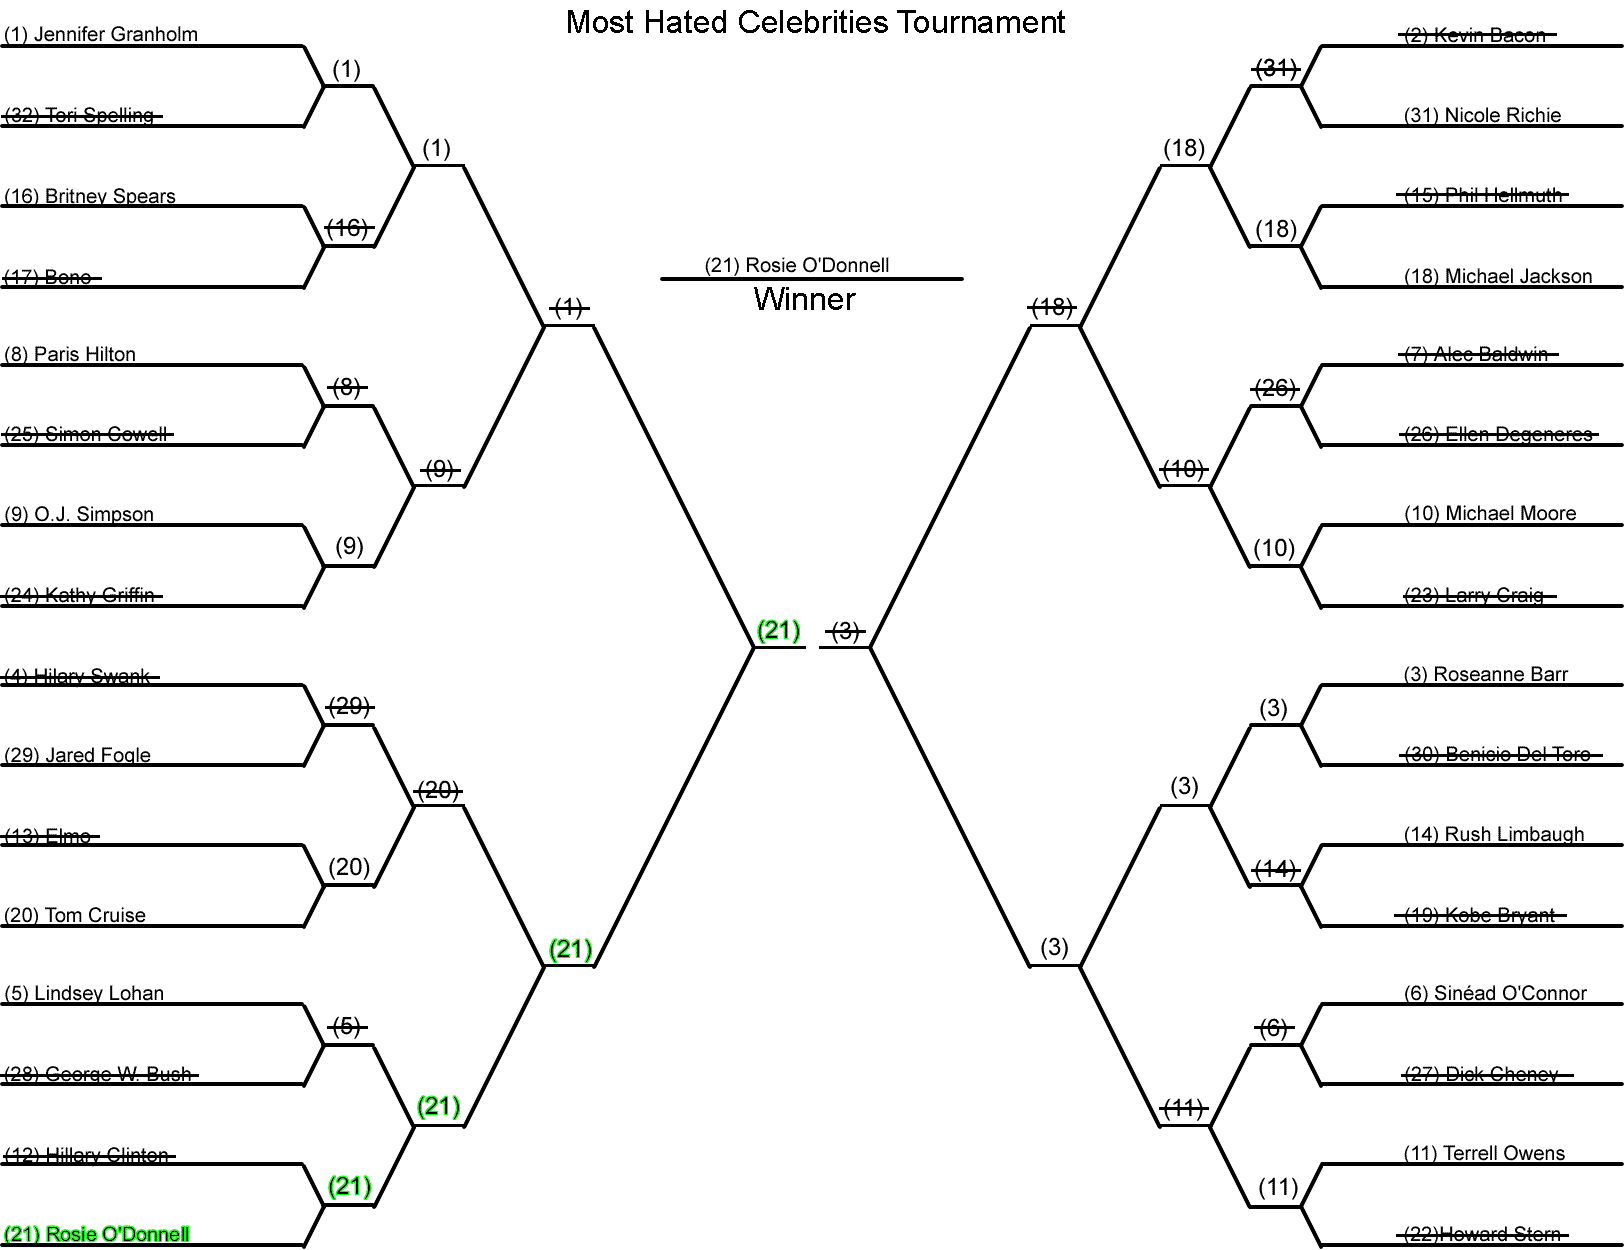 Most Hated Celebrities Tournament
(1) Jennifer Granholm
(32) Tori Spelling
(16) Britney Spears
(17) Bono
(8) Paris Hilton
(25) Simon Cowell
(9) O.J. Simpson
(24) Kathy Griffin
(4) Hilary Swank
(29) Jared Fogle
(13) Elmo
(20) Tom Cruise
(5) Lindsey Lohan
(28) George W. Bush
(12) Hillary Clinton
(21) Rosie O'Donnell
(1)
(16)
(8)
(9)
(29)
(20)
(5)
(21)
(1)
(9)
(20)
(21)
(1)
(21)
(21)
(21) Rosie O'Donnell
Winner
(3)
(18)
(3)
(18)
(10)
(3)
(11)
(31)
(18)
(26)
(10)
(3)
(14)
(6)
(11)
(2) Kevin Bacon
(31) Nicole Richie
(15) Phil Hellmuth
(18) Michael Jackson
(7) Alec Baldwin
(26) Ellen Degeneres
(10) Michael Moore
(23) Larry Craig
(3) Roseanne Barr
(30) Benicio Del Toro
(14) Rush Limbaugh
(19) Kobe Bryant
(6) Sinéad O'Connor
(27) Dick Cheney
(11) Terrell Owens
(22)Howard Stern